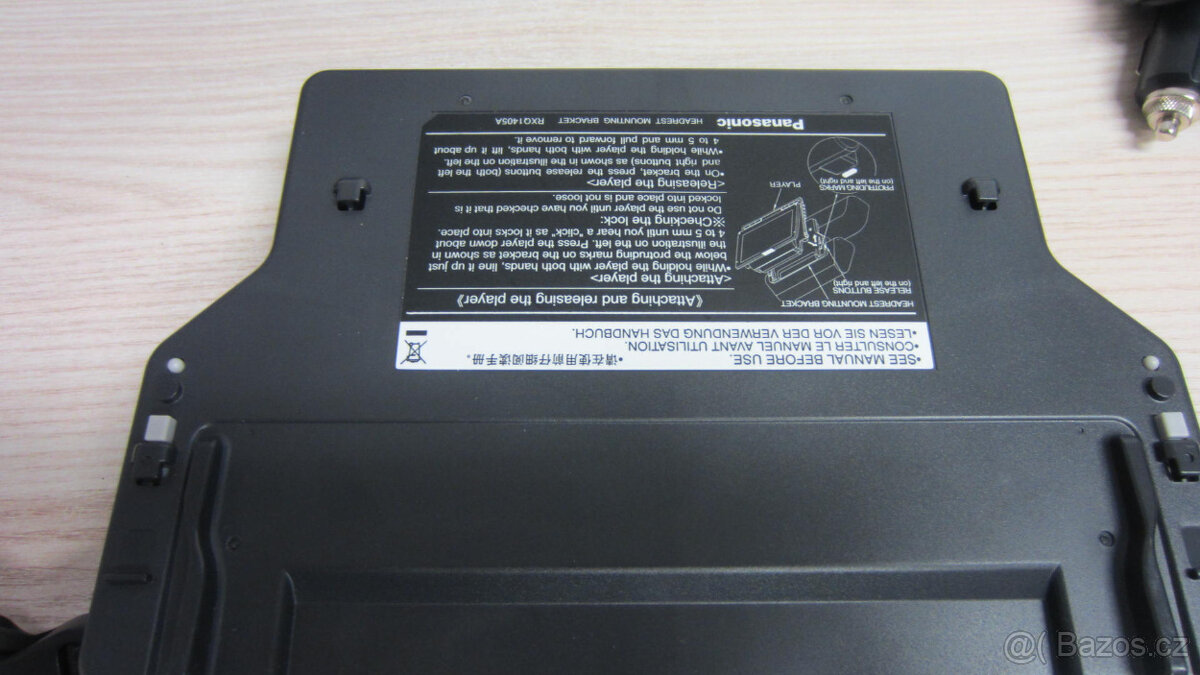 •SEE MANUAL BEFORE USE.
•CONSULTER LE MANUEL AVANT UTILISATION.
•LESEN SIE VOR DER VERWENDUNG DAS HANDBUCH.
•请在使用前仔细阅读手册。
《Attaching and releasing the player》
<Attaching the player>
•While holding the player with both hands, line it up just
below the protruding marks on the bracket as shown in
the illustration on the left. Press the player down about
4 to 5 mm until you hear a "click" as it locks into place.
※Checking the lock:
Do not use the player until you have checked that it is
locked into place and is not loose.
<Releasing the player>
•On the bracket, press the release buttons (both the left
and right buttons) as shown in the illustration on the left.
•While holding the player with both, hands, lift it up about
4 to 5 mm and pull forward to remove it.
HEADREST MOUNTING BRACKET
RELEASE BUTTONS
(on the left and right)
PLAYER
PROTRUDING MARKS
(on the left and right)
Panasonic HEADREST MOUNTING BRACKET RXQ1405A
@( Bazos.cz